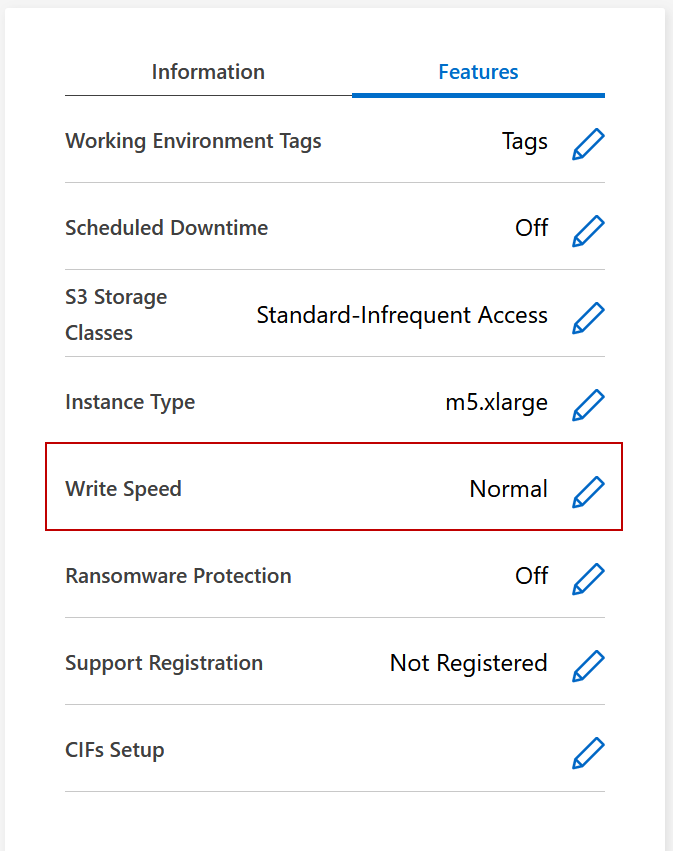 Information Features
Working Environment Tags Tags
Scheduled Downtime Off
S3 Storage
Classes Standard-Infrequent Access
Instance Type m5.xlarge
Write Speed Normal
Ransomware Protection Off
Support Registration Not Registered
CIFs Setup